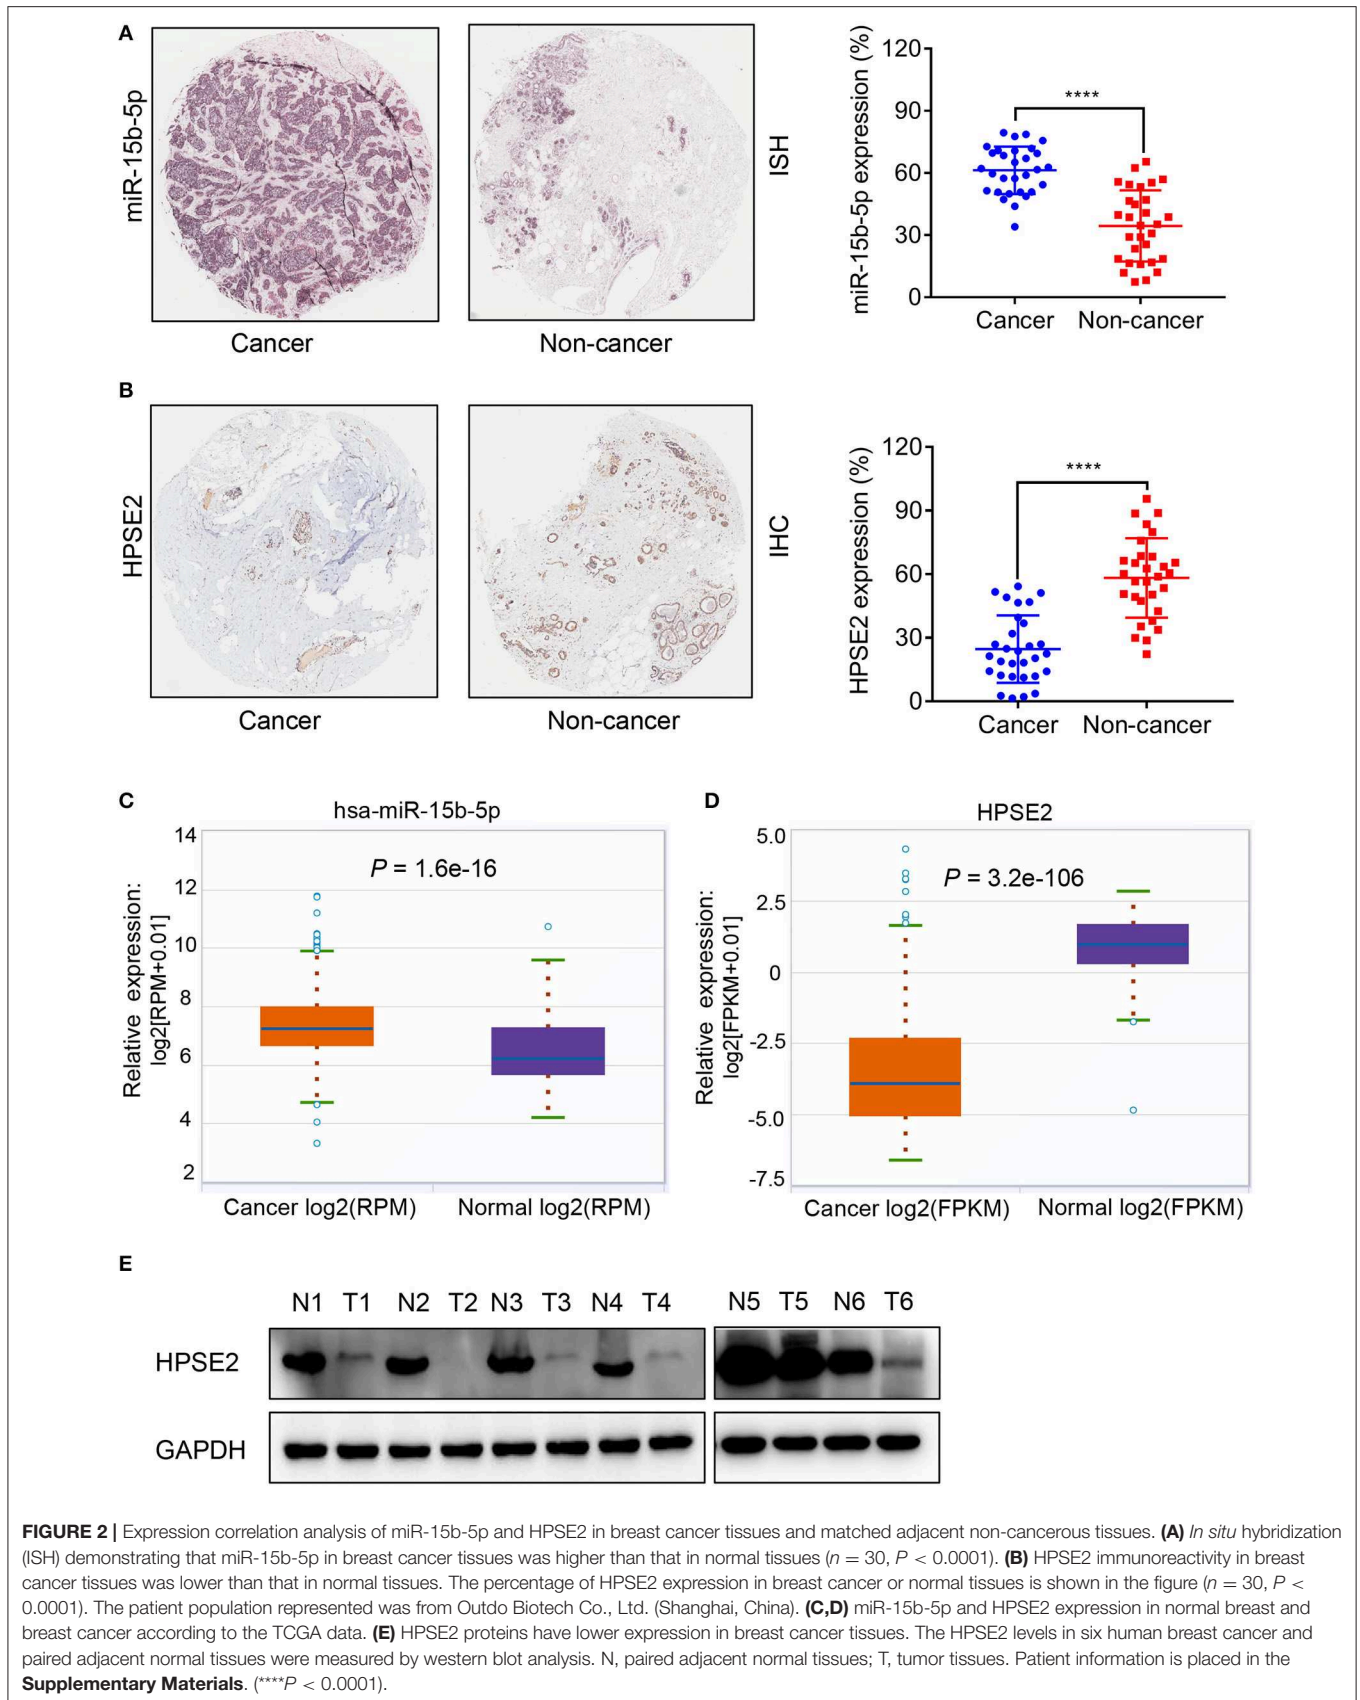 A
miR-15b-5p
Cancer
Non-cancer
ISH
miR-15b-5p expression (%)
120
90
60
30
0
****
Cancer Non-cancer
B
HPSE2
Cancer
Non-cancer
IHC
HPSE2 expression (%)
120
90
60
30
0
****
Cancer Non-cancer
C
hsa-miR-15b-5p
P = 1.6e-16
Relative expression:
log2[RPM+0.01]
14
12
10
8
6
4
2
Cancer log2(RPM) Normal log2(RPM)
D
HPSE2
P = 3.2e-106
Relative expression:
log2[FPKM+0.01]
5.0
2.5
0
-2.5
-5.0
-7.5
Cancer log2(FPKM) Normal log2(FPKM)
E
N1 T1 N2 T2 N3 T3 N4 T4 N5 T5 N6 T6
HPSE2
GAPDH
FIGURE 2 | Expression correlation analysis of miR-15b-5p and HPSE2 in breast cancer tissues and matched adjacent non-cancerous tissues. (A) In situ hybridization
(ISH) demonstrating that miR-15b-5p in breast cancer tissues was higher than that in normal tissues (n = 30, P < 0.0001). (B) HPSE2 immunoreactivity in breast
cancer tissues was lower than that in normal tissues. The percentage of HPSE2 expression in breast cancer or normal tissues is shown in the figure (n = 30, P <
0.0001). The patient population represented was from Outdo Biotech Co., Ltd. (Shanghai, China). (C,D) miR-15b-5p and HPSE2 expression in normal breast and
breast cancer according to the TCGA data. (E) HPSE2 proteins have lower expression in breast cancer tissues. The HPSE2 levels in six human breast cancer and
paired adjacent normal tissues were measured by western blot analysis. N, paired adjacent normal tissues; T, tumor tissues. Patient information is placed in the
Supplementary Materials. (****P < 0.0001).